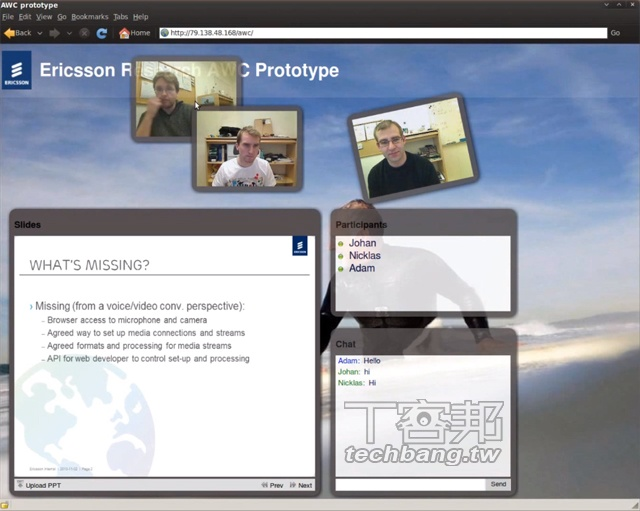 AWC prototype
File Edit View Go Bookmarks Tabs Help
Back Home http://79.138.48.168/awc/ Go
ERICSSON
Ericsson R AWC Prototype
Slides
WHAT'S MISSING?
› Missing (from a voice/video conv. perspective):
– Browser access to microphone and camera
– Agreed way to set up media connections and streams
– Agreed formats and processing for media streams
– API for web developer to control set-up and processing
Upload PPT
Prev Next
Participants
Johan
Nicklas
Adam
Chat
Adam: Hello
Johan: hi
Nicklas: Hi
T客邦
techbang.tw
Send